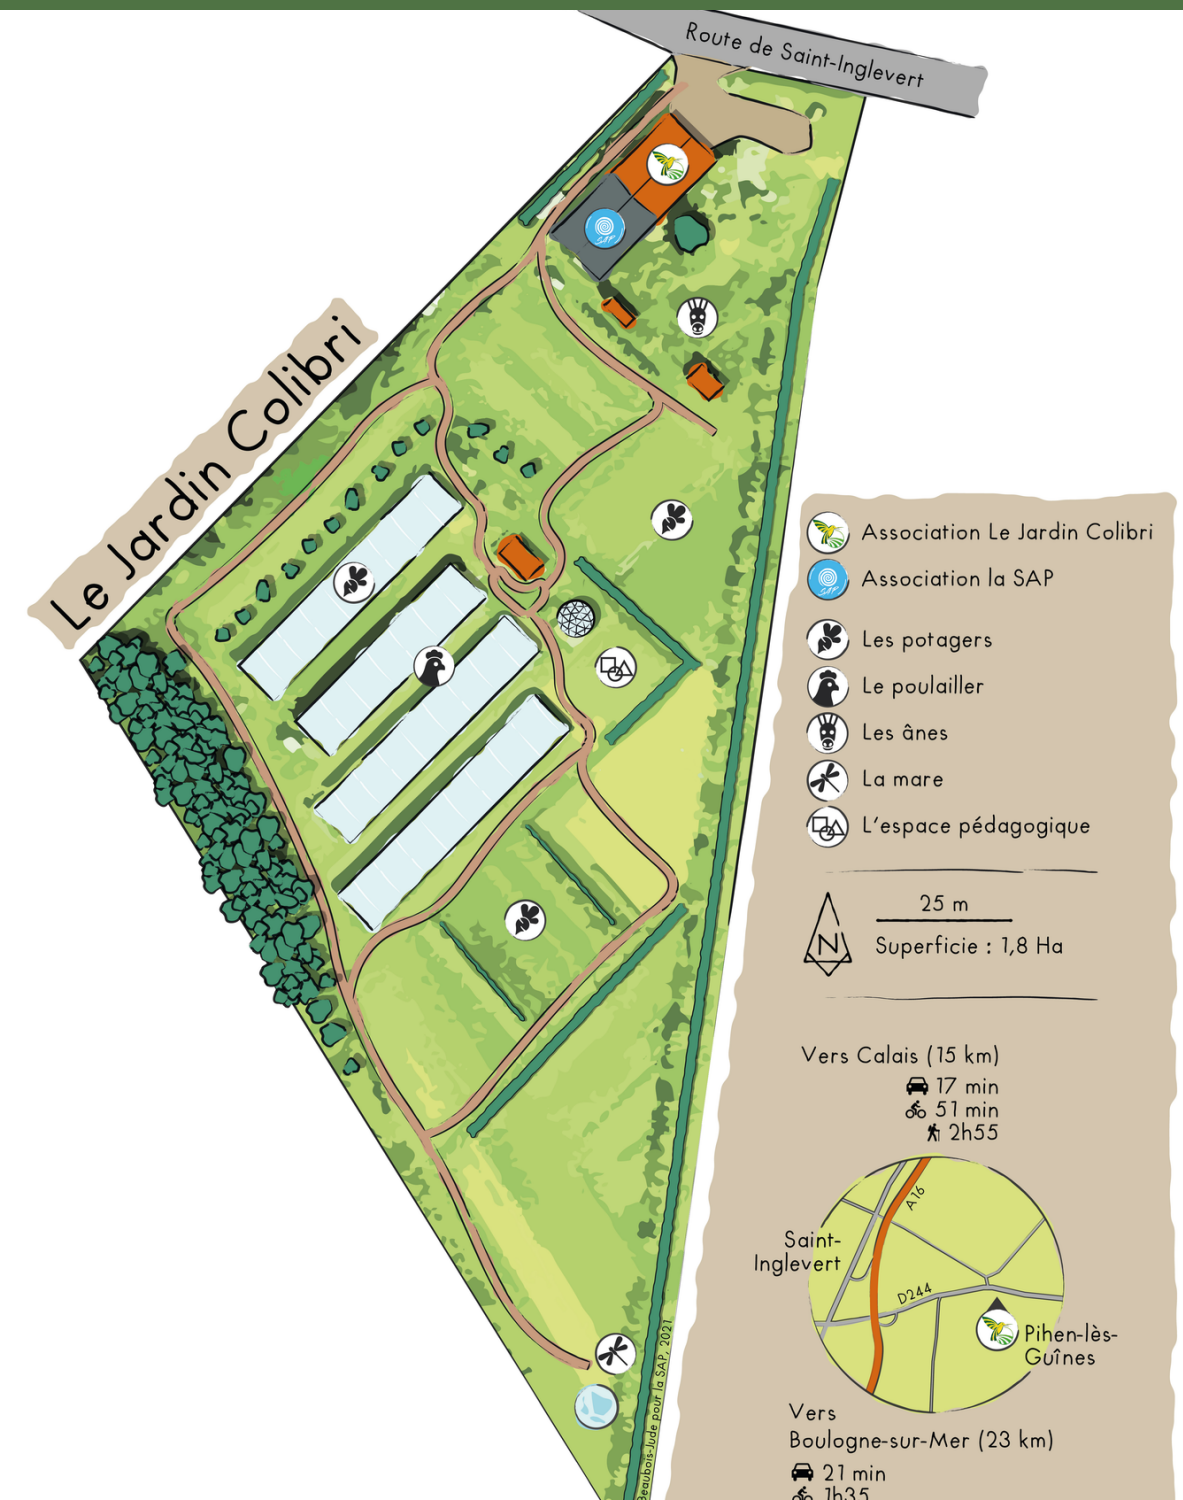 Route de Saint-Inglevert
Le Jardin Colibri
SAP
Association Le Jardin Colibri
SAP
Association la SAP
Les potagers
Le poulailler
Les ânes
La mare
L'espace pédagogique
N
25 m
Superficie : 1,8 Ha
Vers Calais (15 km)
17 min
51 min
2h55
A16
Saint-
Inglevert
D244
Pihen-lès-
Guînes
Vers
Boulogne-sur-Mer (23 km)
21 min
1h35
Beaubois-Jude pour la SAP, 2021